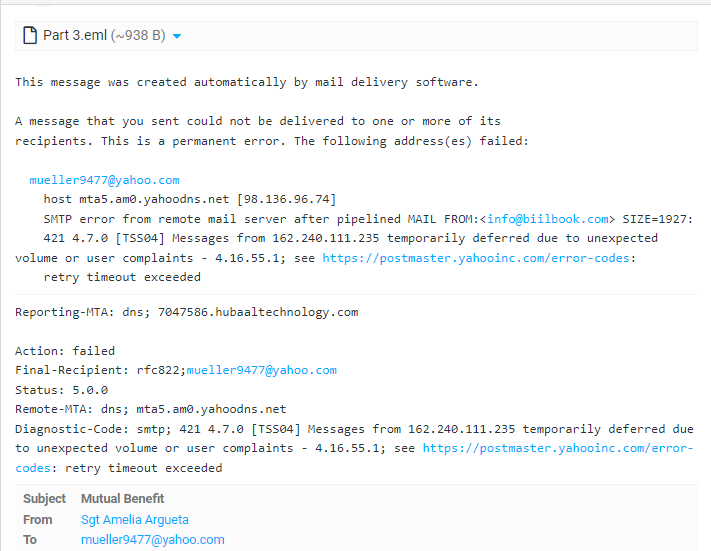 Part 3.eml (~938 B)
This message was created automatically by mail delivery software.
A message that you sent could not be delivered to one or more of its
recipients. This is a permanent error. The following address(es) failed:
mueller9477@yahoo.com
host mta5.am0.yahoodns.net [98.136.96.74]
SMTP error from remote mail server after pipelined MAIL FROM:<info@biilbook.com> SIZE=1927:
421 4.7.0 [TSS04] Messages from 162.240.111.235 temporarily deferred due to unexpected
volume or user complaints - 4.16.55.1; see https://postmaster.yahooinc.com/error-codes:
retry timeout exceeded
Reporting-MTA: dns; 7047586.hubaaltechnology.com
Action: failed
Final-Recipient: rfc822;mueller9477@yahoo.com
Status: 5.0.0
Remote-MTA: dns; mta5.am0.yahoodns.net
Diagnostic-Code: smtp; 421 4.7.0 [TSS04] Messages from 162.240.111.235 temporarily deferred due
to unexpected volume or user complaints - 4.16.55.1; see https://postmaster.yahooinc.com/error-
codes: retry timeout exceeded
Subject Mutual Benefit
From Sgt Amelia Argueta
To mueller9477@yahoo.com